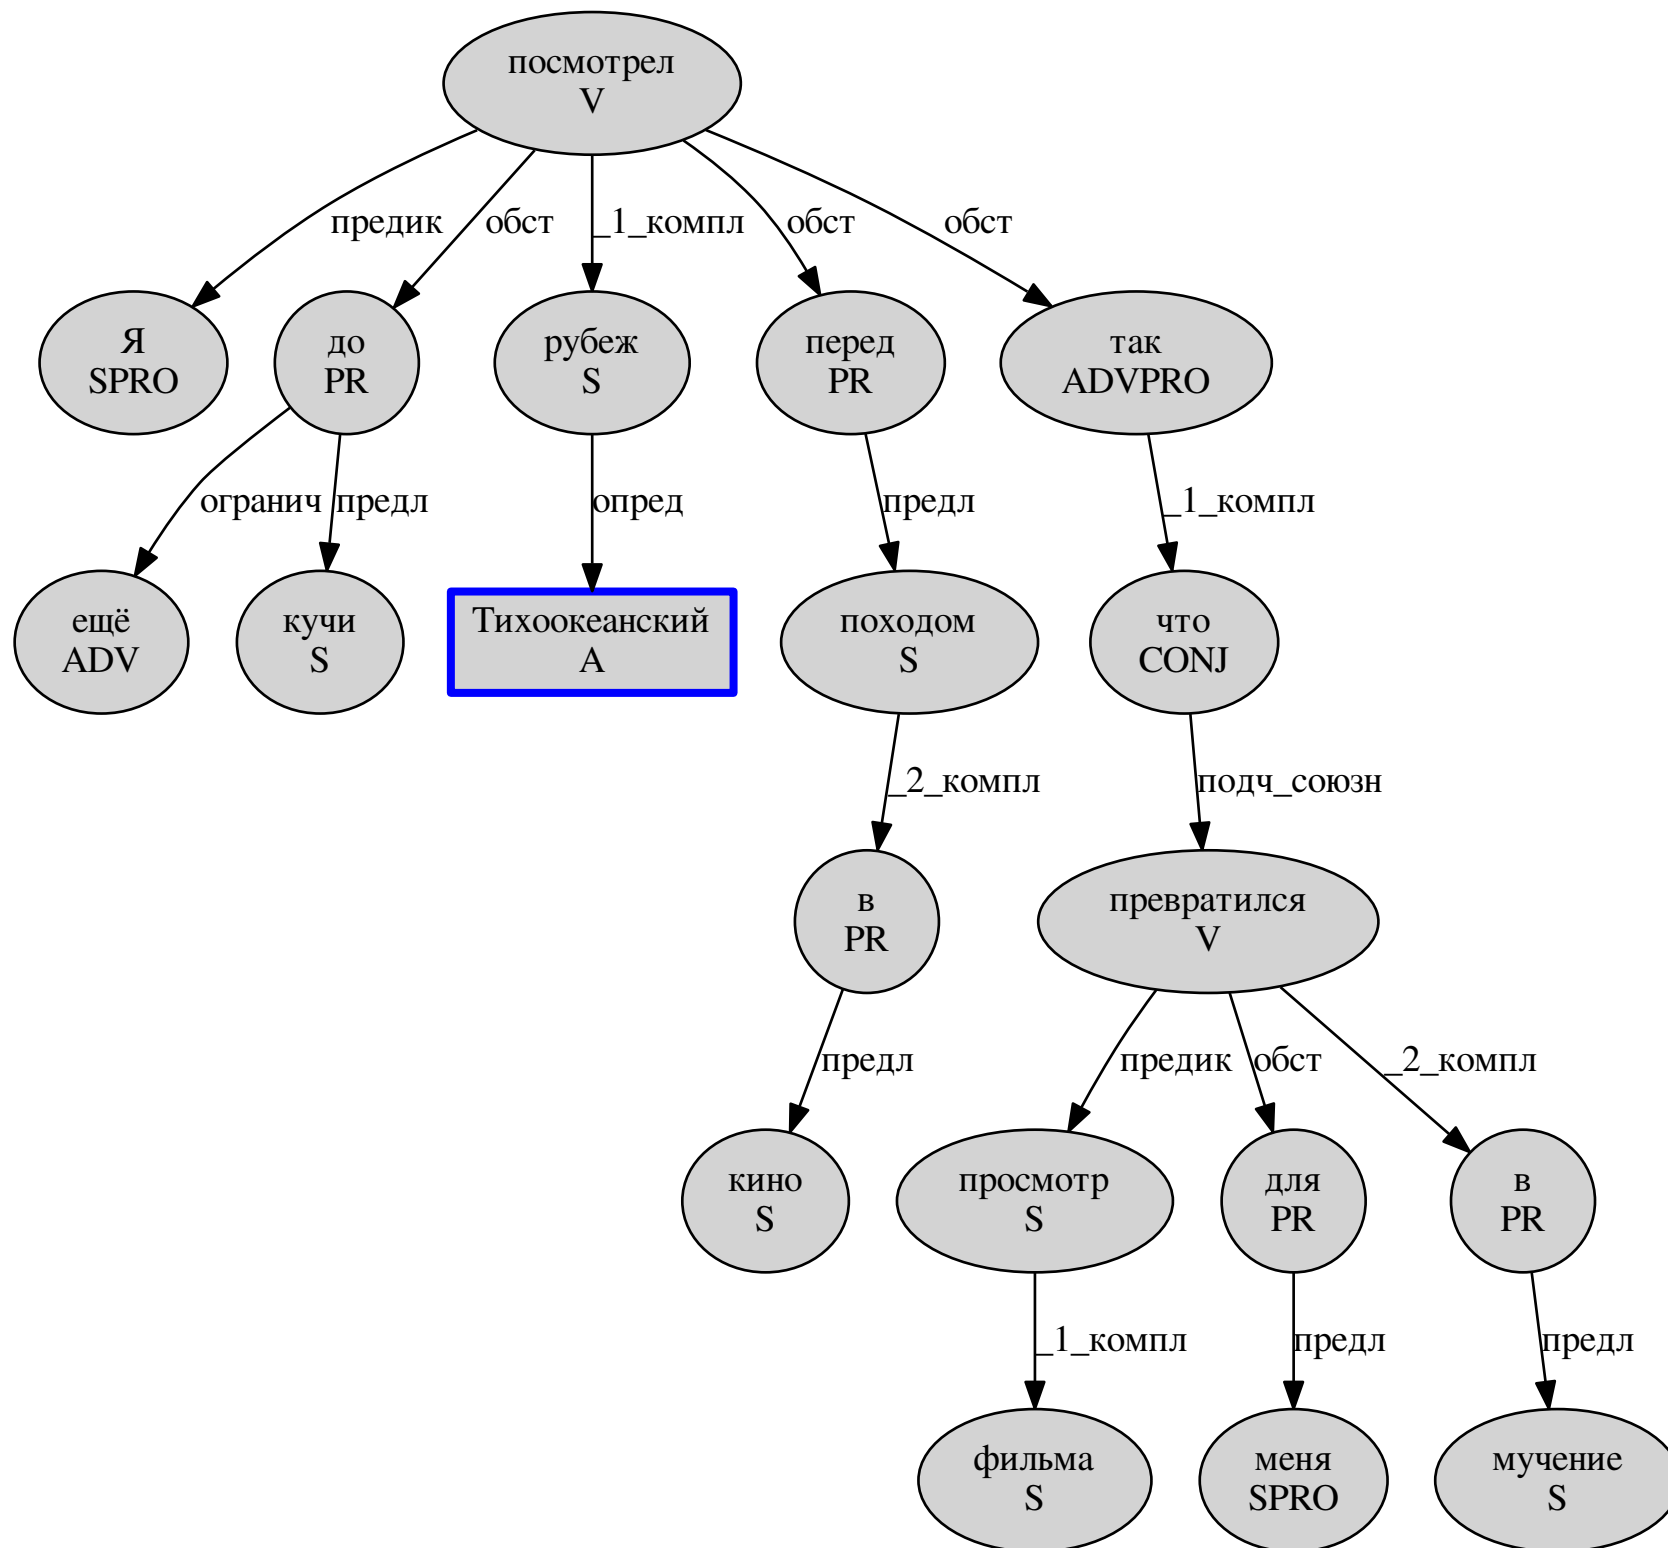 посмотрел
V
предик
обст
_1_компл
обст
обст
Я
SPRO
до
PR
рубеж
S
перед
PR
так
ADVPRO
огранич
предл
опред
предл
_1_компл
ещё
ADV
кучи
S
Тихоокеанский
A
походом
S
что
CONJ
_2_компл
подч_союзн
в
PR
превратился
V
предл
предик
обст
_2_компл
кино
S
просмотр
S
для
PR
в
PR
_1_компл
предл
предл
фильма
S
меня
SPRO
мучение
S